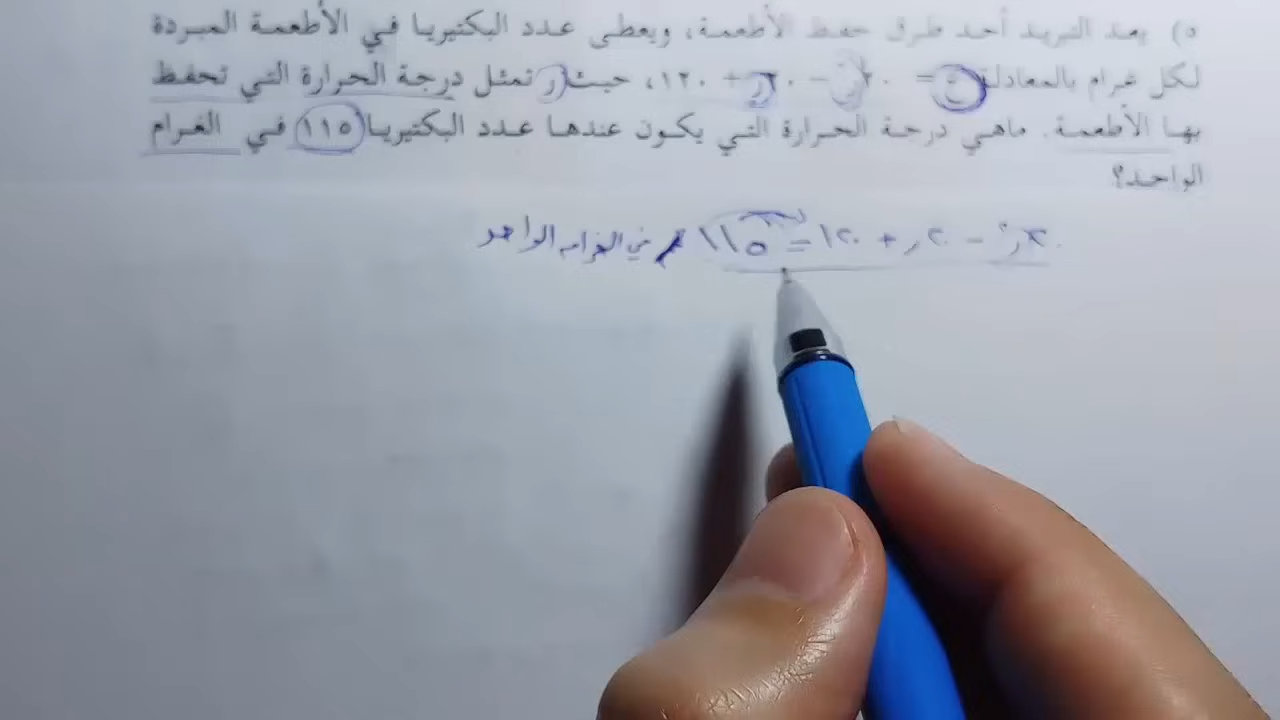 ٥) يعد التبريد أحد طرق حفظ الأطعمة، ويعطى عدد البكتيريا في الأطعمة المبردة
لكل غرام بالمعادلة = ٢٠ر٢ − ٢٠ر + ١٢٠، حيث ر تمثل درجة الحرارة التي تحفظ
بها الأطعمة. ماهي درجة الحرارة التي يكون عندها عدد البكتيريا ١١٥ في الغرام
الواحد؟
٢٠ر٢ − ٢٠ر + ١٢٠ = ١١٥ في الغرام الواحد